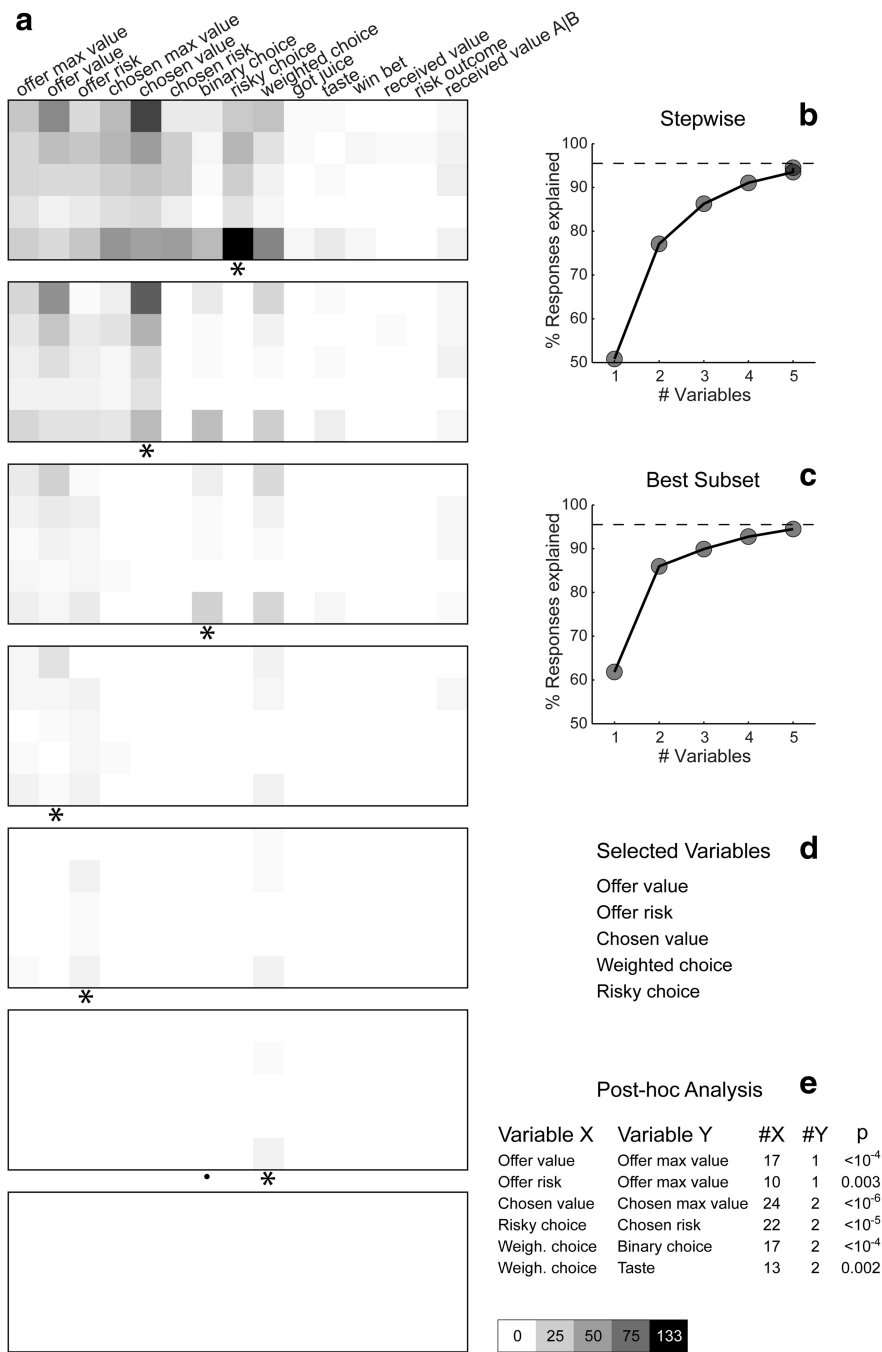 a
offer max value
offer value
offer risk
chosen max value
chosen value
chosen risk
binary choice
risky choice
weighted choice
got juice
taste
win bet
received value
risk outcome
received value A|B
*
*
*
*
*
• *
Stepwise b
% Responses explained
100
90
80
70
60
50
1 2 3 4 5
# Variables
Best Subset c
% Responses explained
100
90
80
70
60
50
1 2 3 4 5
# Variables
Selected Variables d
Offer value
Offer risk
Chosen value
Weighted choice
Risky choice
Post-hoc Analysis e
Variable X Variable Y #X #Y p
Offer value Offer max value 17 1 <10⁻⁴
Offer risk Offer max value 10 1 0.003
Chosen value Chosen max value 24 2 <10⁻⁶
Risky choice Chosen risk 22 2 <10⁻⁵
Weigh. choice Binary choice 17 2 <10⁻⁴
Weigh. choice Taste 13 2 0.002
0 25 50 75 133